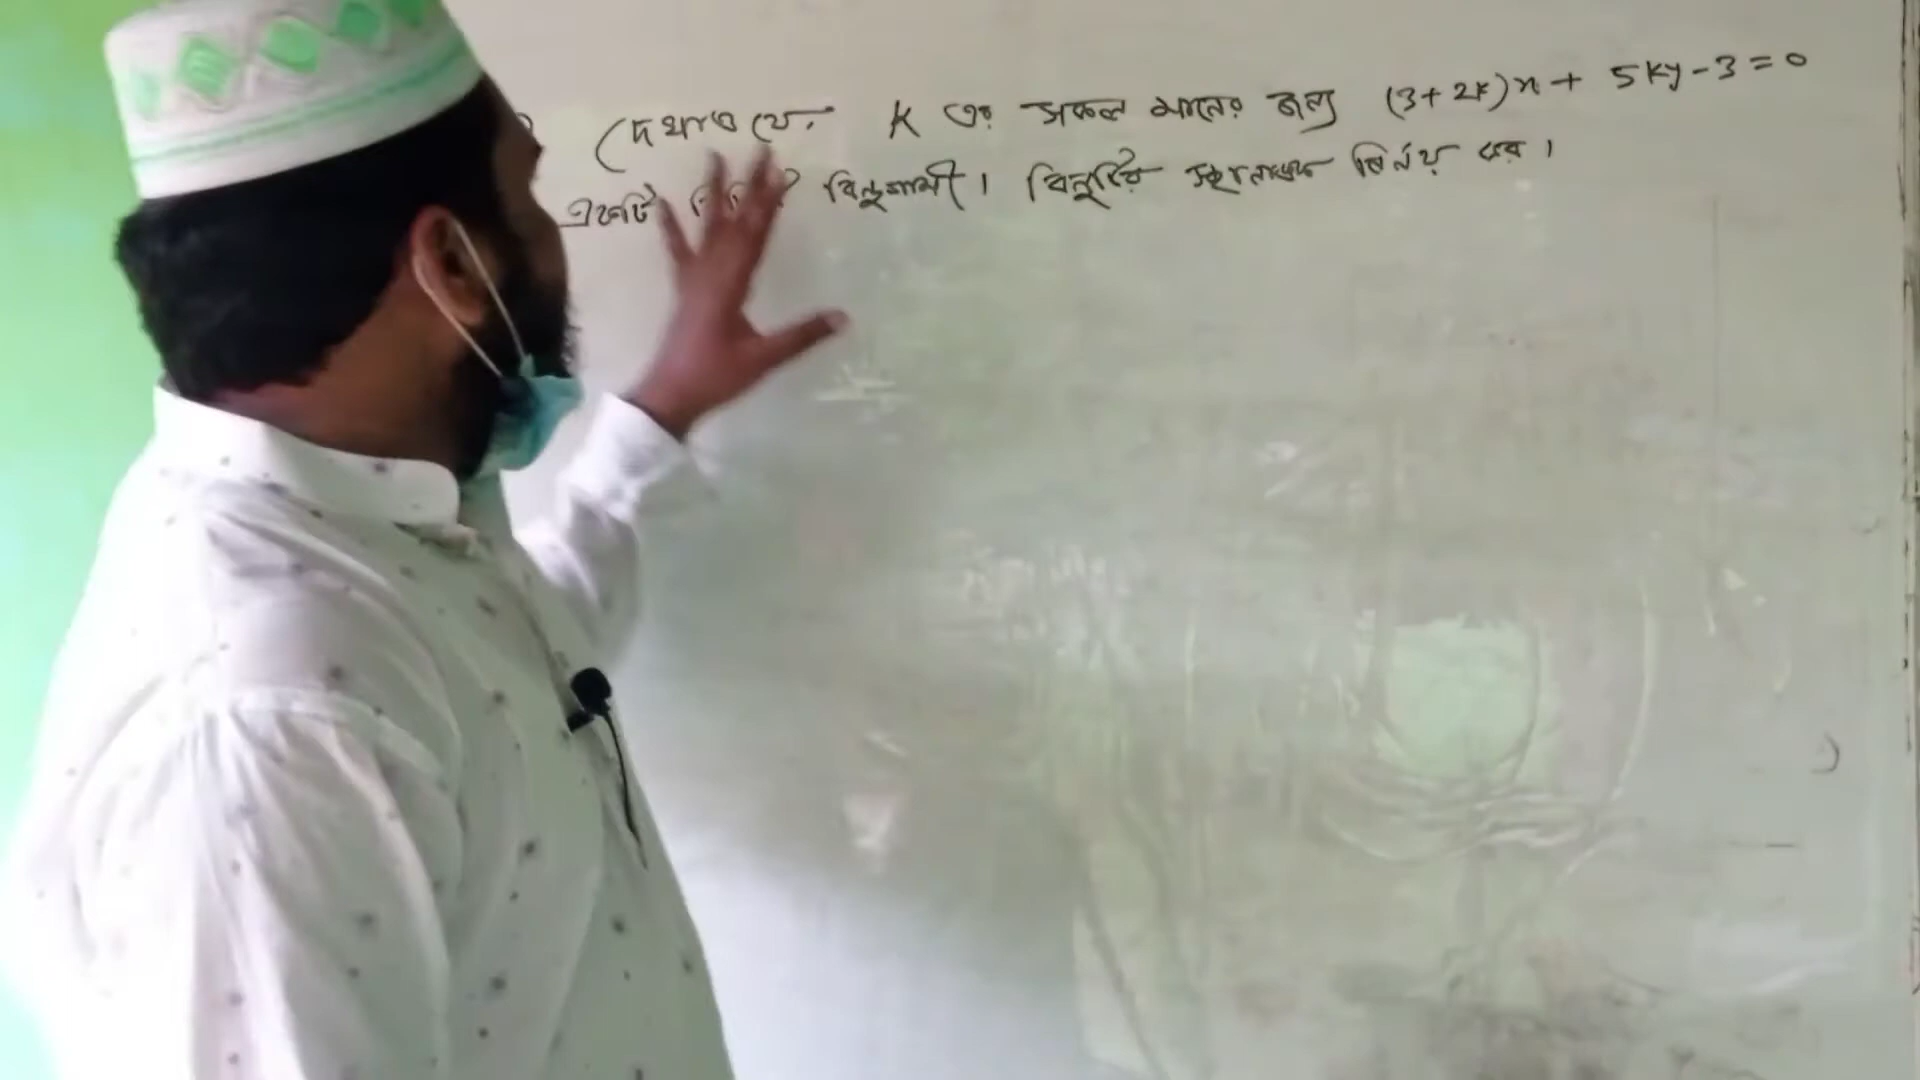 দেখাও যে, K এর সকল মানের জন্য (3+2k)x + 5ky-3=0
একটি বিন্দুগামী। বিন্দুটির স্থানাঙ্ক নির্ণয় কর।